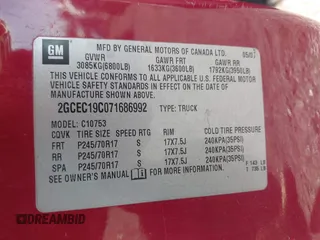 GM
MFD BY GENERAL MOTORS OF CANADA LTD.
GVWR GAWR FRT GAWR RR
3085KG(6800LB) 1633KG(3600LB) 1792KG(3950LB)
THIS VEHICLE CONFORMS TO ALL APPLICABLE U.S. FEDERAL MOTOR
VEHICLE SAFETY STANDARDS IN EFFECT ON THE DATE OF
MANUFACTURE SHOWN ABOVE.
2GCEC19C071686992 TYPE: TRUCK
MODEL: C10753
TIRE SIZE SPEED RTG RIM COLD TIRE PRESSURE
FRT P245/70R17 S 17X7.5J 240KPA(35PSI)
RR P245/70R17 S 17X7.5J 240KPA(35PSI)
SPA P245/70R17 S 17X7.5J 240KPA(35PSI)
SEE OWNER'S MANUAL FOR MORE INFORMATION.
DREAMBID